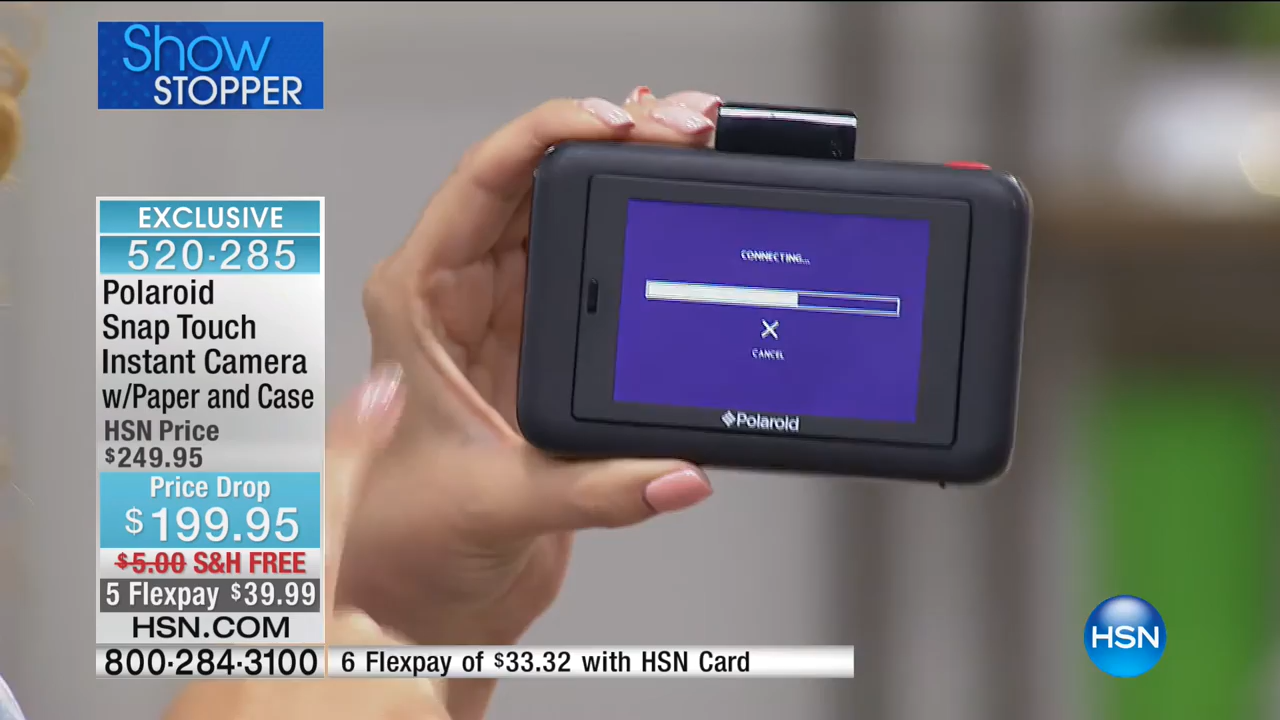 Show
STOPPER
EXCLUSIVE
520·285
Polaroid
Snap Touch
Instant Camera
w/Paper and Case
HSN Price
$249.95
Price Drop
$199.95
$5.00 S&H FREE
5 Flexpay $39.99
HSN.COM
800·284·3100
6 Flexpay of $33.32 with HSN Card
CONNECTING...
CANCEL
Polaroid
HSN